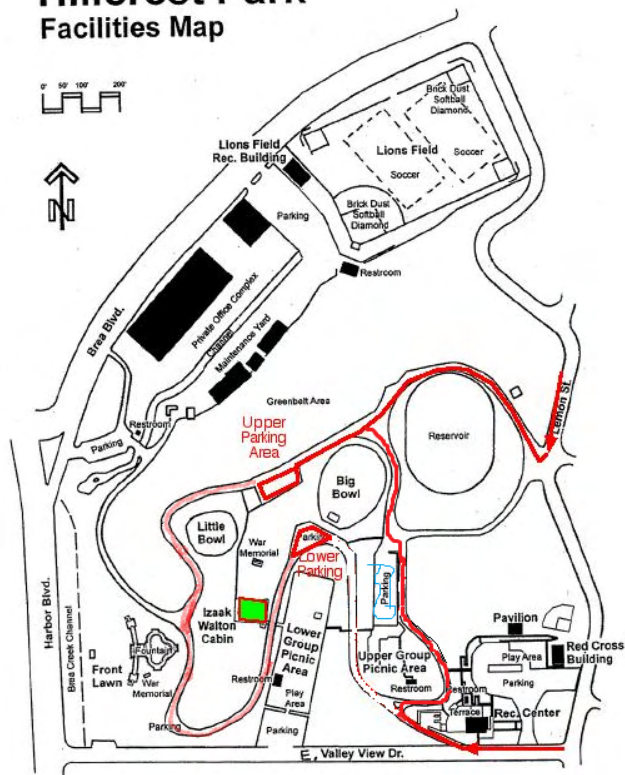 Hillcrest Park
Facilities Map
0' 50' 100' 200'
N
Brick Dust
Softball
Diamond
Lions Field
Soccer
Soccer
Lions Field
Rec. Building
Parking
Brick Dust
Softball
Diamond
Restroom
Private Office Complex
Channel
Maintenance Yard
Brea Blvd.
Greenbelt Area
Lemon St.
Restroom
Parking
Upper
Parking
Area
Reservoir
Big
Bowl
Little
Bowl
War
Memorial
Parking
Lower
Parking
Parking
Izaak
Walton
Cabin
Harbor Blvd.
Brea Creek Channel
Fountain
Front
Lawn
War
Memorial
Lower
Group
Picnic
Area
Upper Group
Picnic Area
Restroom
Restroom
Play
Area
Parking
Parking
Pavilion
Red Cross
Building
Play Area
Parking
Restroom
Terrace
Rec. Center
E. Valley View Dr.